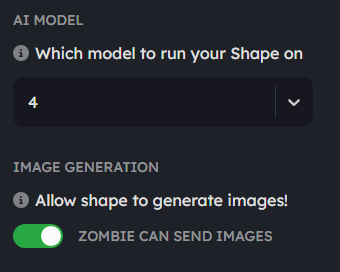 AI MODEL
Which model to run your Shape on
4
IMAGE GENERATION
Allow shape to generate images!
ZOMBIE CAN SEND IMAGES